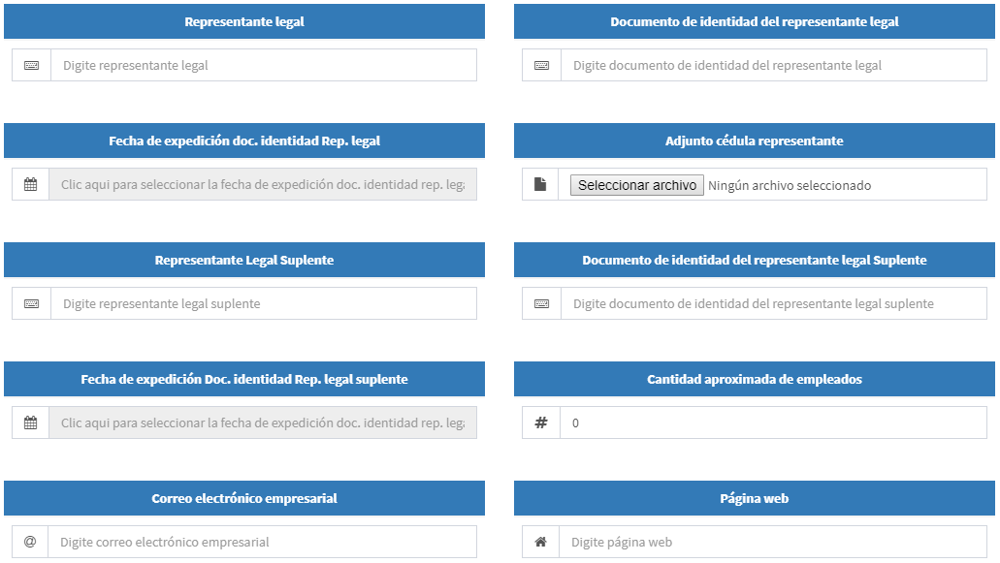 Representante legal
Documento de identidad del representante legal
Digite representante legal
Digite documento de identidad del representante legal
Fecha de expedición doc. identidad Rep. legal
Adjunto cédula representante
Clic aqui para seleccionar la fecha de expedición doc. identidad rep. leg
Seleccionar archivo Ningún archivo seleccionado
Representante Legal Suplente
Documento de identidad del representante legal Suplente
Digite representante legal suplente
Digite documento de identidad del representante legal suplente
Fecha de expedición Doc. identidad Rep. legal suplente
Cantidad aproximada de empleados
Clic aqui para seleccionar la fecha de expedición doc. identidad rep. leg
# 0
Correo electrónico empresarial
Página web
@ Digite correo electrónico empresarial
Digite página web